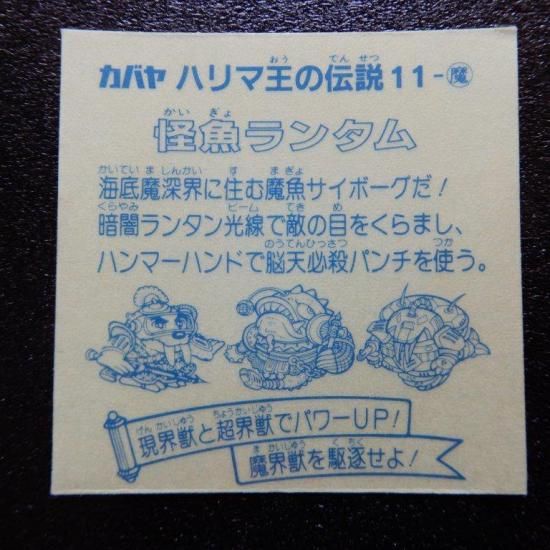 カバヤ ハリマ王の伝説 11-魔
怪魚ランタム
海底魔深界に住む魔魚サイボーグだ!
暗闇ランタン光線で敵の目をくらまし、
ハンマーハンドで脳天必殺パンチを使う。
現界獣と超界獣でパワーUP!
魔界獣を駆逐せよ!